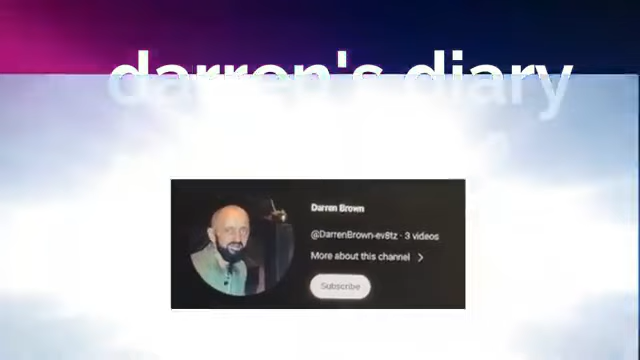 darren's diary
Darren Brown
@DarrenBrown-ev8tz · 3 videos
More about this channel >
Subscribe